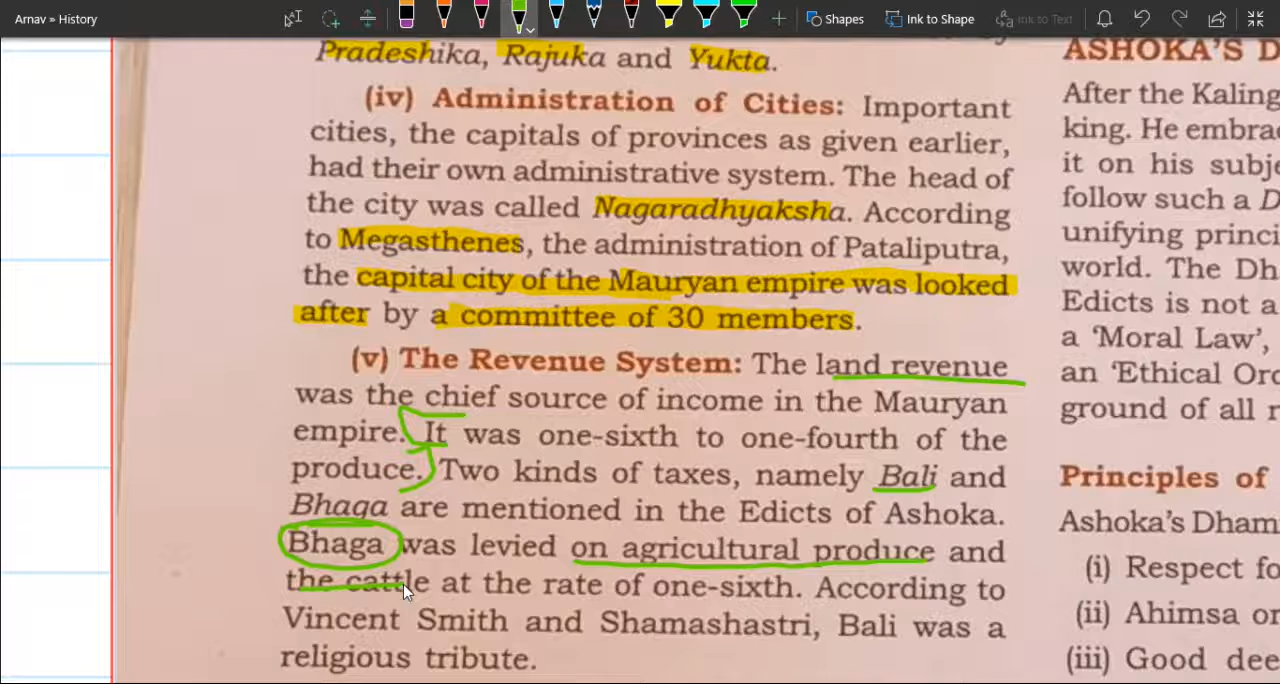 Arnav » History
Shapes
Ink to Shape
Ink to Text
Pradeshika, Rajuka and Yukta.
(iv) Administration of Cities: Important
cities, the capitals of provinces as given earlier,
had their own administrative system. The head of
the city was called Nagaradhyaksha. According
to Megasthenes, the administration of Pataliputra,
the capital city of the Mauryan empire was looked
after by a committee of 30 members.
(v) The Revenue System: The land revenue
was the chief source of income in the Mauryan
empire. It was one-sixth to one-fourth of the
produce. Two kinds of taxes, namely Bali and
Bhaga are mentioned in the Edicts of Ashoka.
Bhaga was levied on agricultural produce and
the cattle at the rate of one-sixth. According to
Vincent Smith and Shamashastri, Bali was a
religious tribute.
ASHOKA'S D
After the Kaling
king. He embra
it on his subje
follow such a D
unifying princi
world. The Dh
Edicts is not a
a 'Moral Law',
an 'Ethical Ord
ground of all r
Principles of
Ashoka's Dham
(i) Respect fo
(ii) Ahimsa or
(iii) Good dee